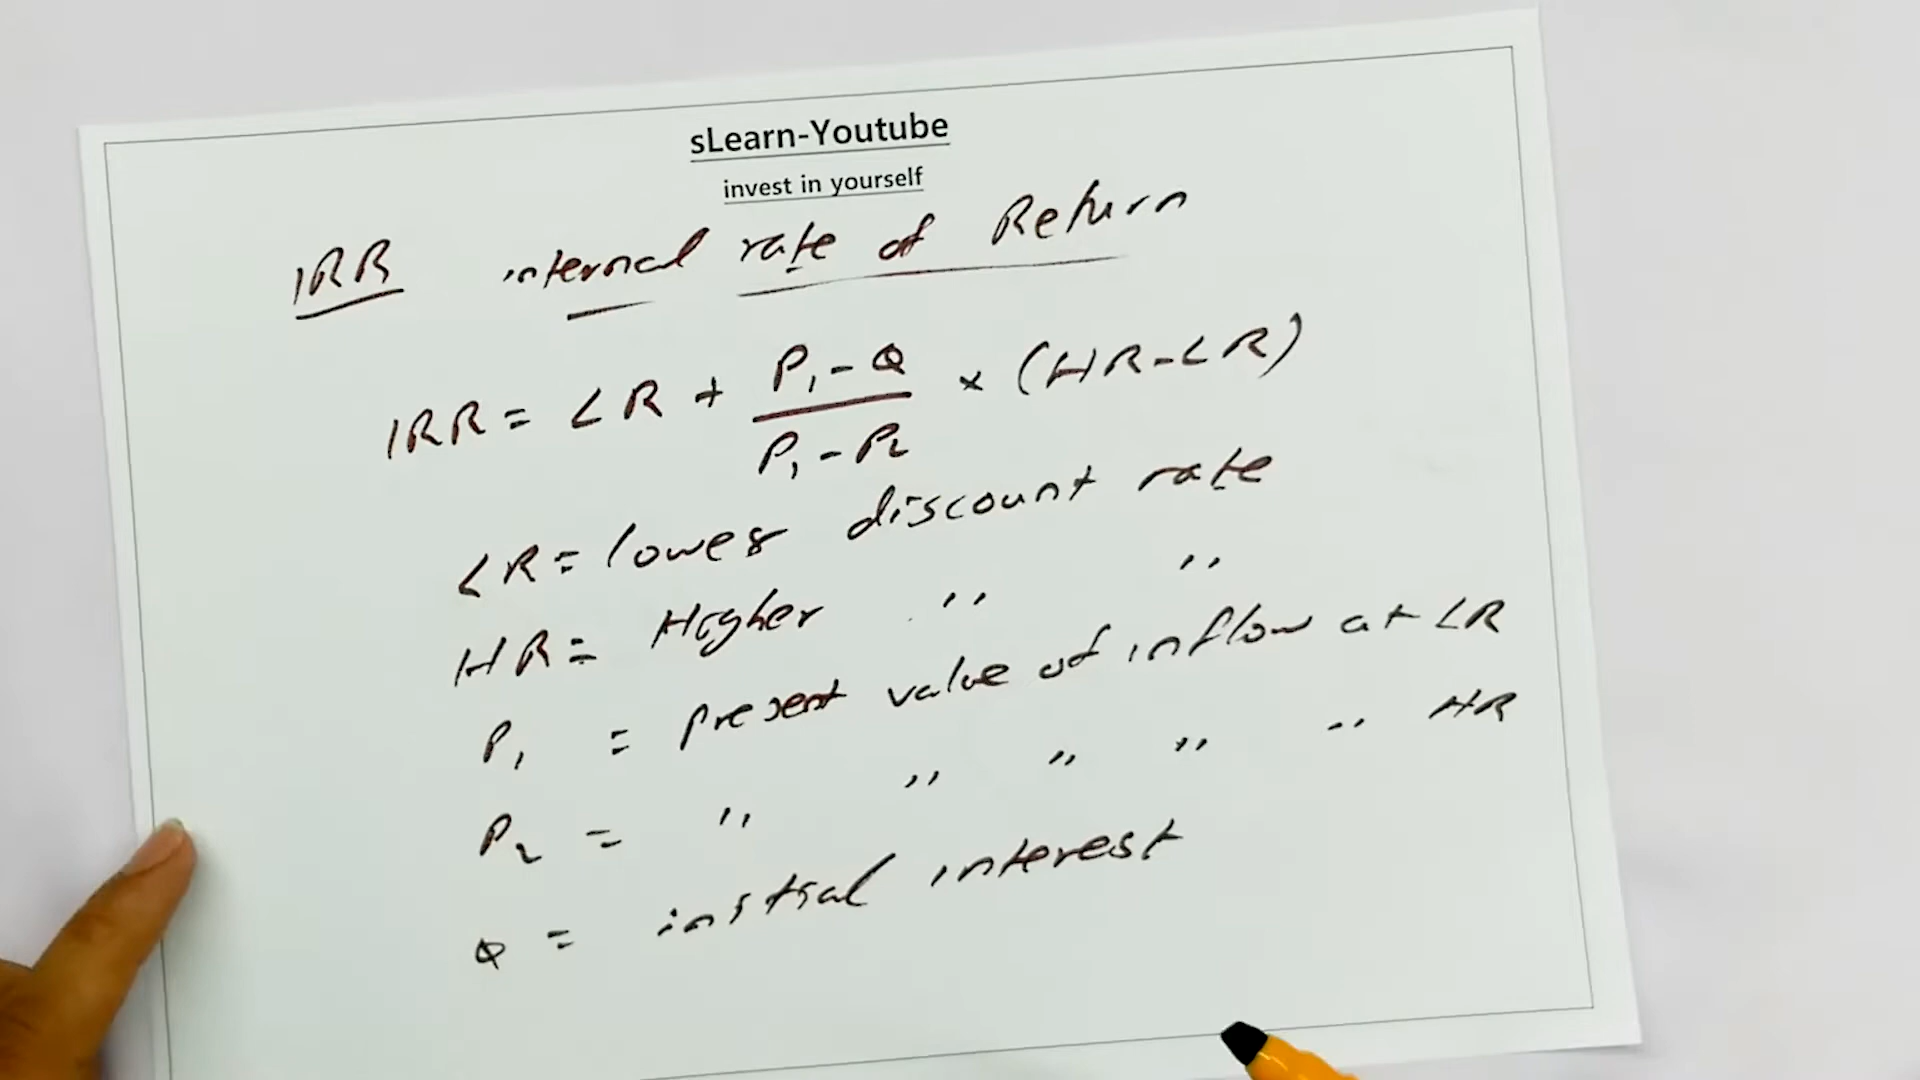 sLearn-Youtube
invest in yourself
IRR internal rate of Return
IRR = LR + P₁ - Q / P₁ - P₂ × (HR - LR)
LR = lower discount rate
HR = Higher '' ''
P₁ = present value of inflow at LR
P₂ = '' '' '' '' '' HR
Q = initial interest